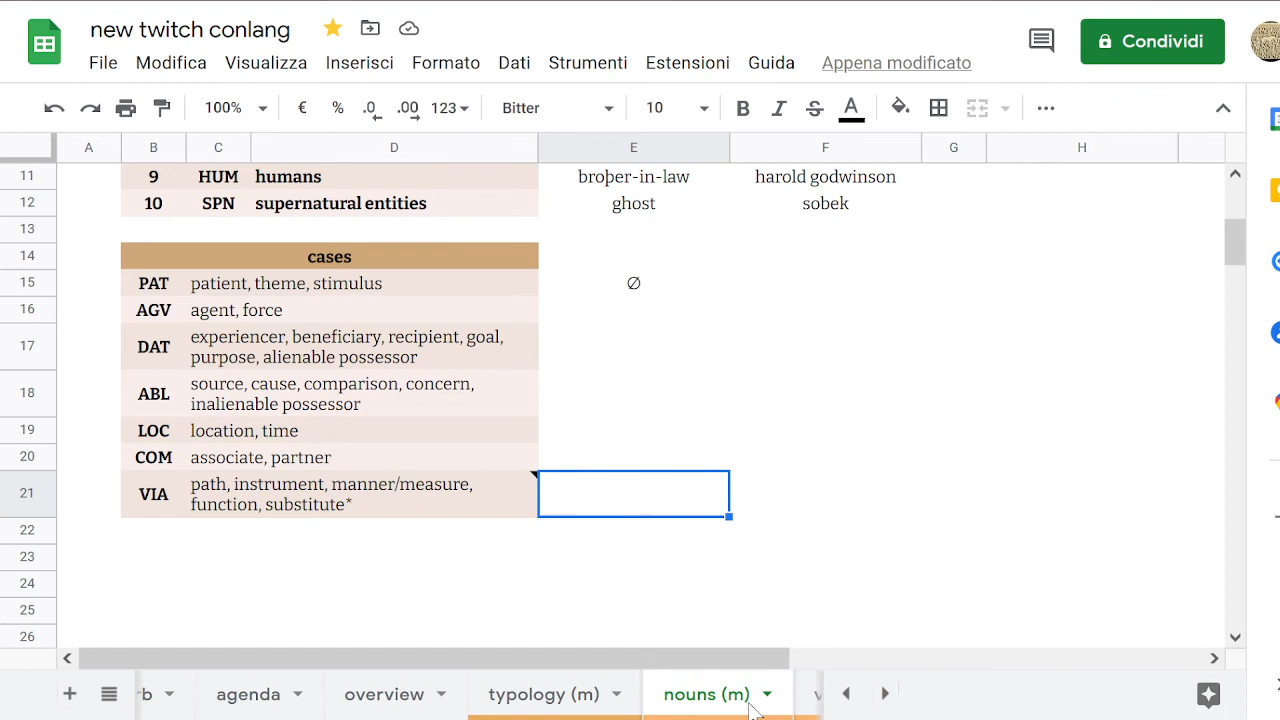 new twitch conlang
File Modifica Visualizza Inserisci Formato Dati Strumenti Estensioni Guida Appena modificato
Condividi
100% € % .0 .00 123 Bitter 10 B I S A
A B C D E F G H
11 9 HUM humans broþer-in-law harold godwinson
12 10 SPN supernatural entities ghost sobek
13
14 cases
15 PAT patient, theme, stimulus ∅
16 AGV agent, force
17 DAT experiencer, beneficiary, recipient, goal,
purpose, alienable possessor
18 ABL source, cause, comparison, concern,
inalienable possessor
19 LOC location, time
20 COM associate, partner
21 VIA path, instrument, manner/measure,
function, substitute*
22
23
24
25
26
b agenda overview typology (m) nouns (m)